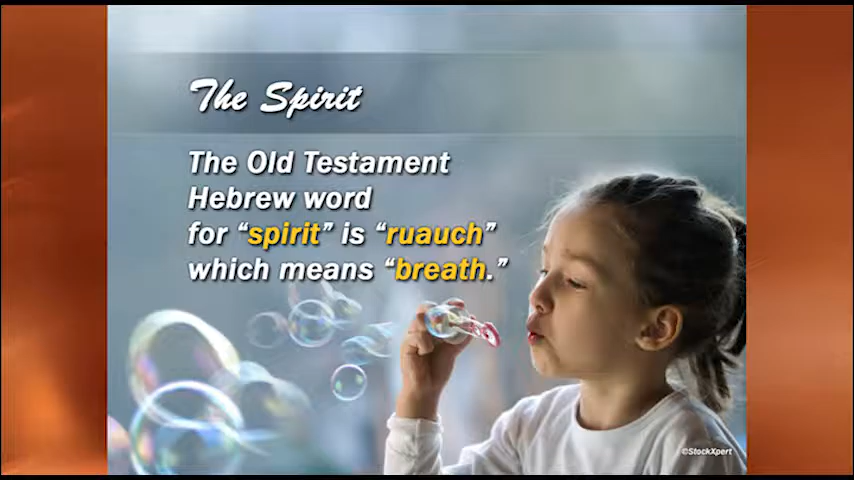 The Spirit
The Old Testament
Hebrew word
for “spirit” is “ruauch”
which means “breath.”
©StockXpert